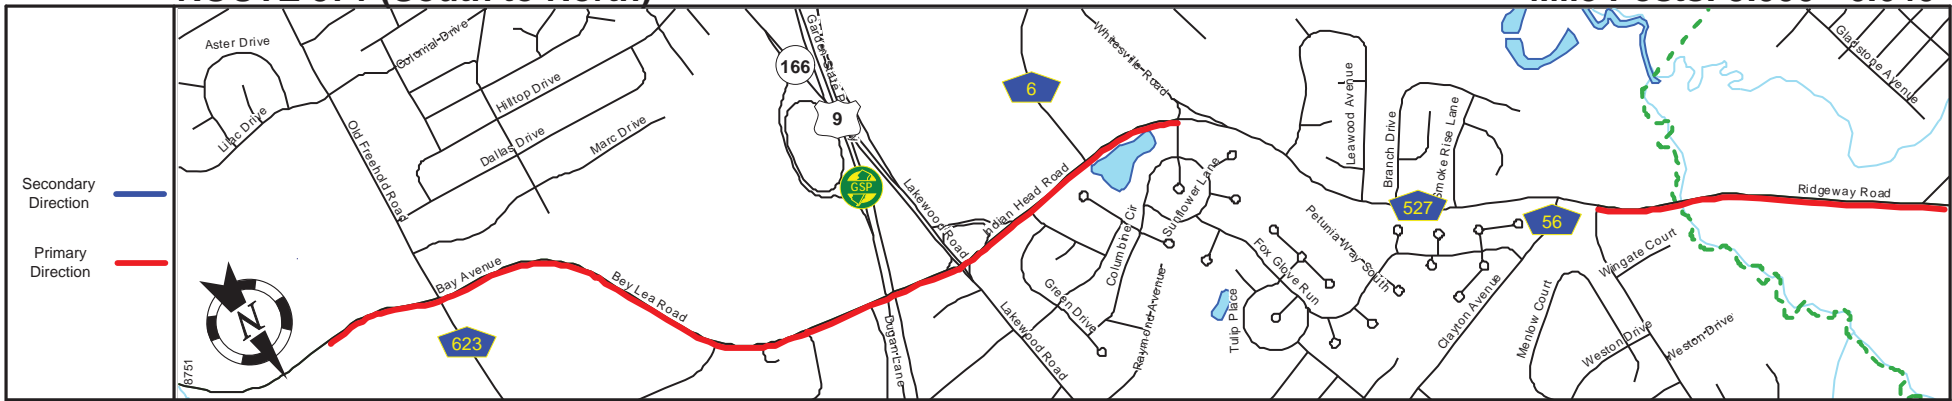 Aster Drive
Colonial Drive
Lilac Drive
Hilltop Drive
Dallas Drive
Marc Drive
Old Freehold Road
166
9
GSP
6
Whitesville Road
Leawood Avenue
Branch Drive
Smoke Rise Lane
Gladstone Avenue
Secondary
Direction
Primary
Direction
Lakewood Road
Indian Head Road
Columbine Cir
Sunflower Lane
527
56
Ridgeway Road
Bay Avenue
Bey Lea Road
623
Dugan Lane
Lakewood Road
Green Drive
Raymond Avenue
Tulip Place
Fox Glove Run
Petunia Way South
Clayton Avenue
Menlow Court
Wingate Court
Weston Drive
Weston Drive
N
8751